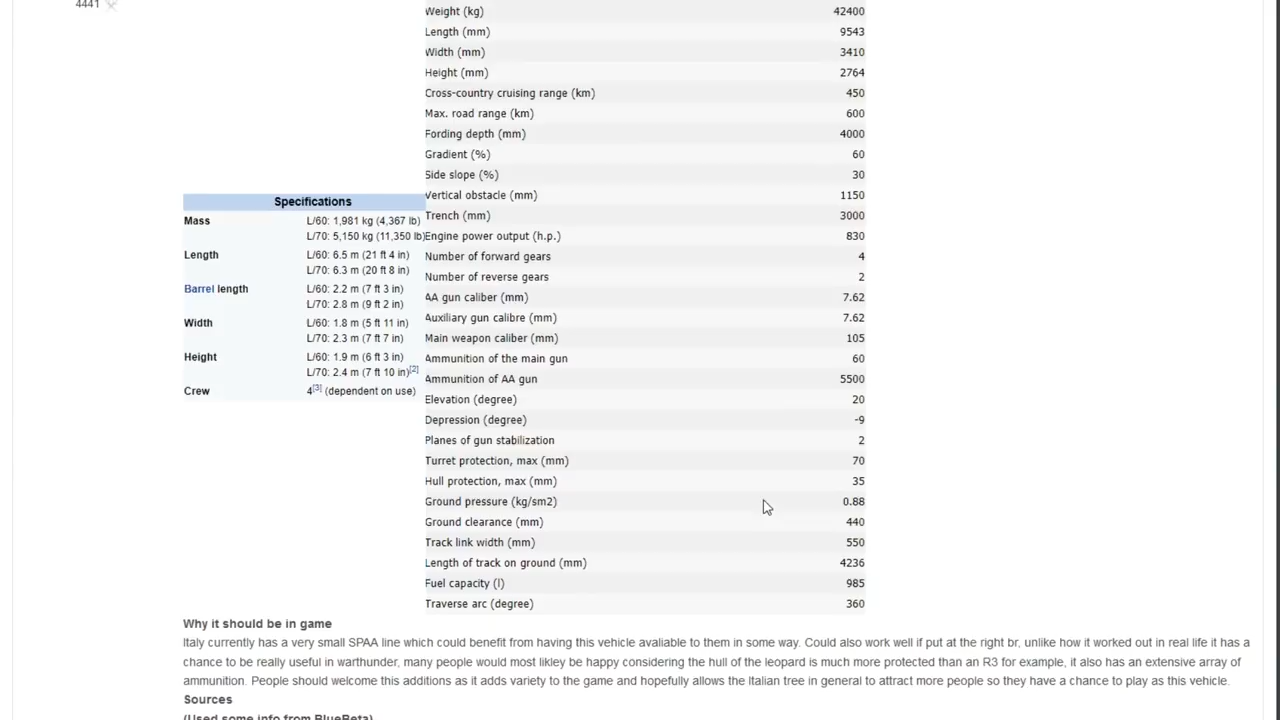 4441
Weight (kg) 42400
Length (mm) 9543
Width (mm) 3410
Height (mm) 2764
Cross-country cruising range (km) 450
Max. road range (km) 600
Fording depth (mm) 4000
Gradient (%) 60
Side slope (%) 30
Vertical obstacle (mm) 1150
Trench (mm) 3000
Engine power output (h.p.) 830
Number of forward gears 4
Number of reverse gears 2
AA gun caliber (mm) 7.62
Auxiliary gun calibre (mm) 7.62
Main weapon caliber (mm) 105
Ammunition of the main gun 60
Ammunition of AA gun 5500
Elevation (degree) 20
Depression (degree) -9
Planes of gun stabilization 2
Turret protection, max (mm) 70
Hull protection, max (mm) 35
Ground pressure (kg/sm2) 0.88
Ground clearance (mm) 440
Track link width (mm) 550
Length of track on ground (mm) 4236
Fuel capacity (l) 985
Traverse arc (degree) 360
Specifications
Mass L/60: 1,981 kg (4,367 lb)
L/70: 5,150 kg (11,350 lb)
Length L/60: 6.5 m (21 ft 4 in)
L/70: 6.3 m (20 ft 8 in)
Barrel length L/60: 2.2 m (7 ft 3 in)
L/70: 2.8 m (9 ft 2 in)
Width L/60: 1.8 m (5 ft 11 in)
L/70: 2.3 m (7 ft 7 in)
Height L/60: 1.9 m (6 ft 3 in)
L/70: 2.4 m (7 ft 10 in)[2]
Crew 4[3] (dependent on use)
Why it should be in game
Italy currently has a very small SPAA line which could benefit from having this vehicle avaliable to them in some way. Could also work well if put at the right br, unlike how it worked out in real life it has a
chance to be really useful in warthunder, many people would most likley be happy considering the hull of the leopard is much more protected than an R3 for example, it also has an extensive array of
ammunition. People should welcome this additions as it adds variety to the game and hopefully allows the Italian tree in general to attract more people so they have a chance to play as this vehicle.
Sources
(Used some info from BlueBeta)